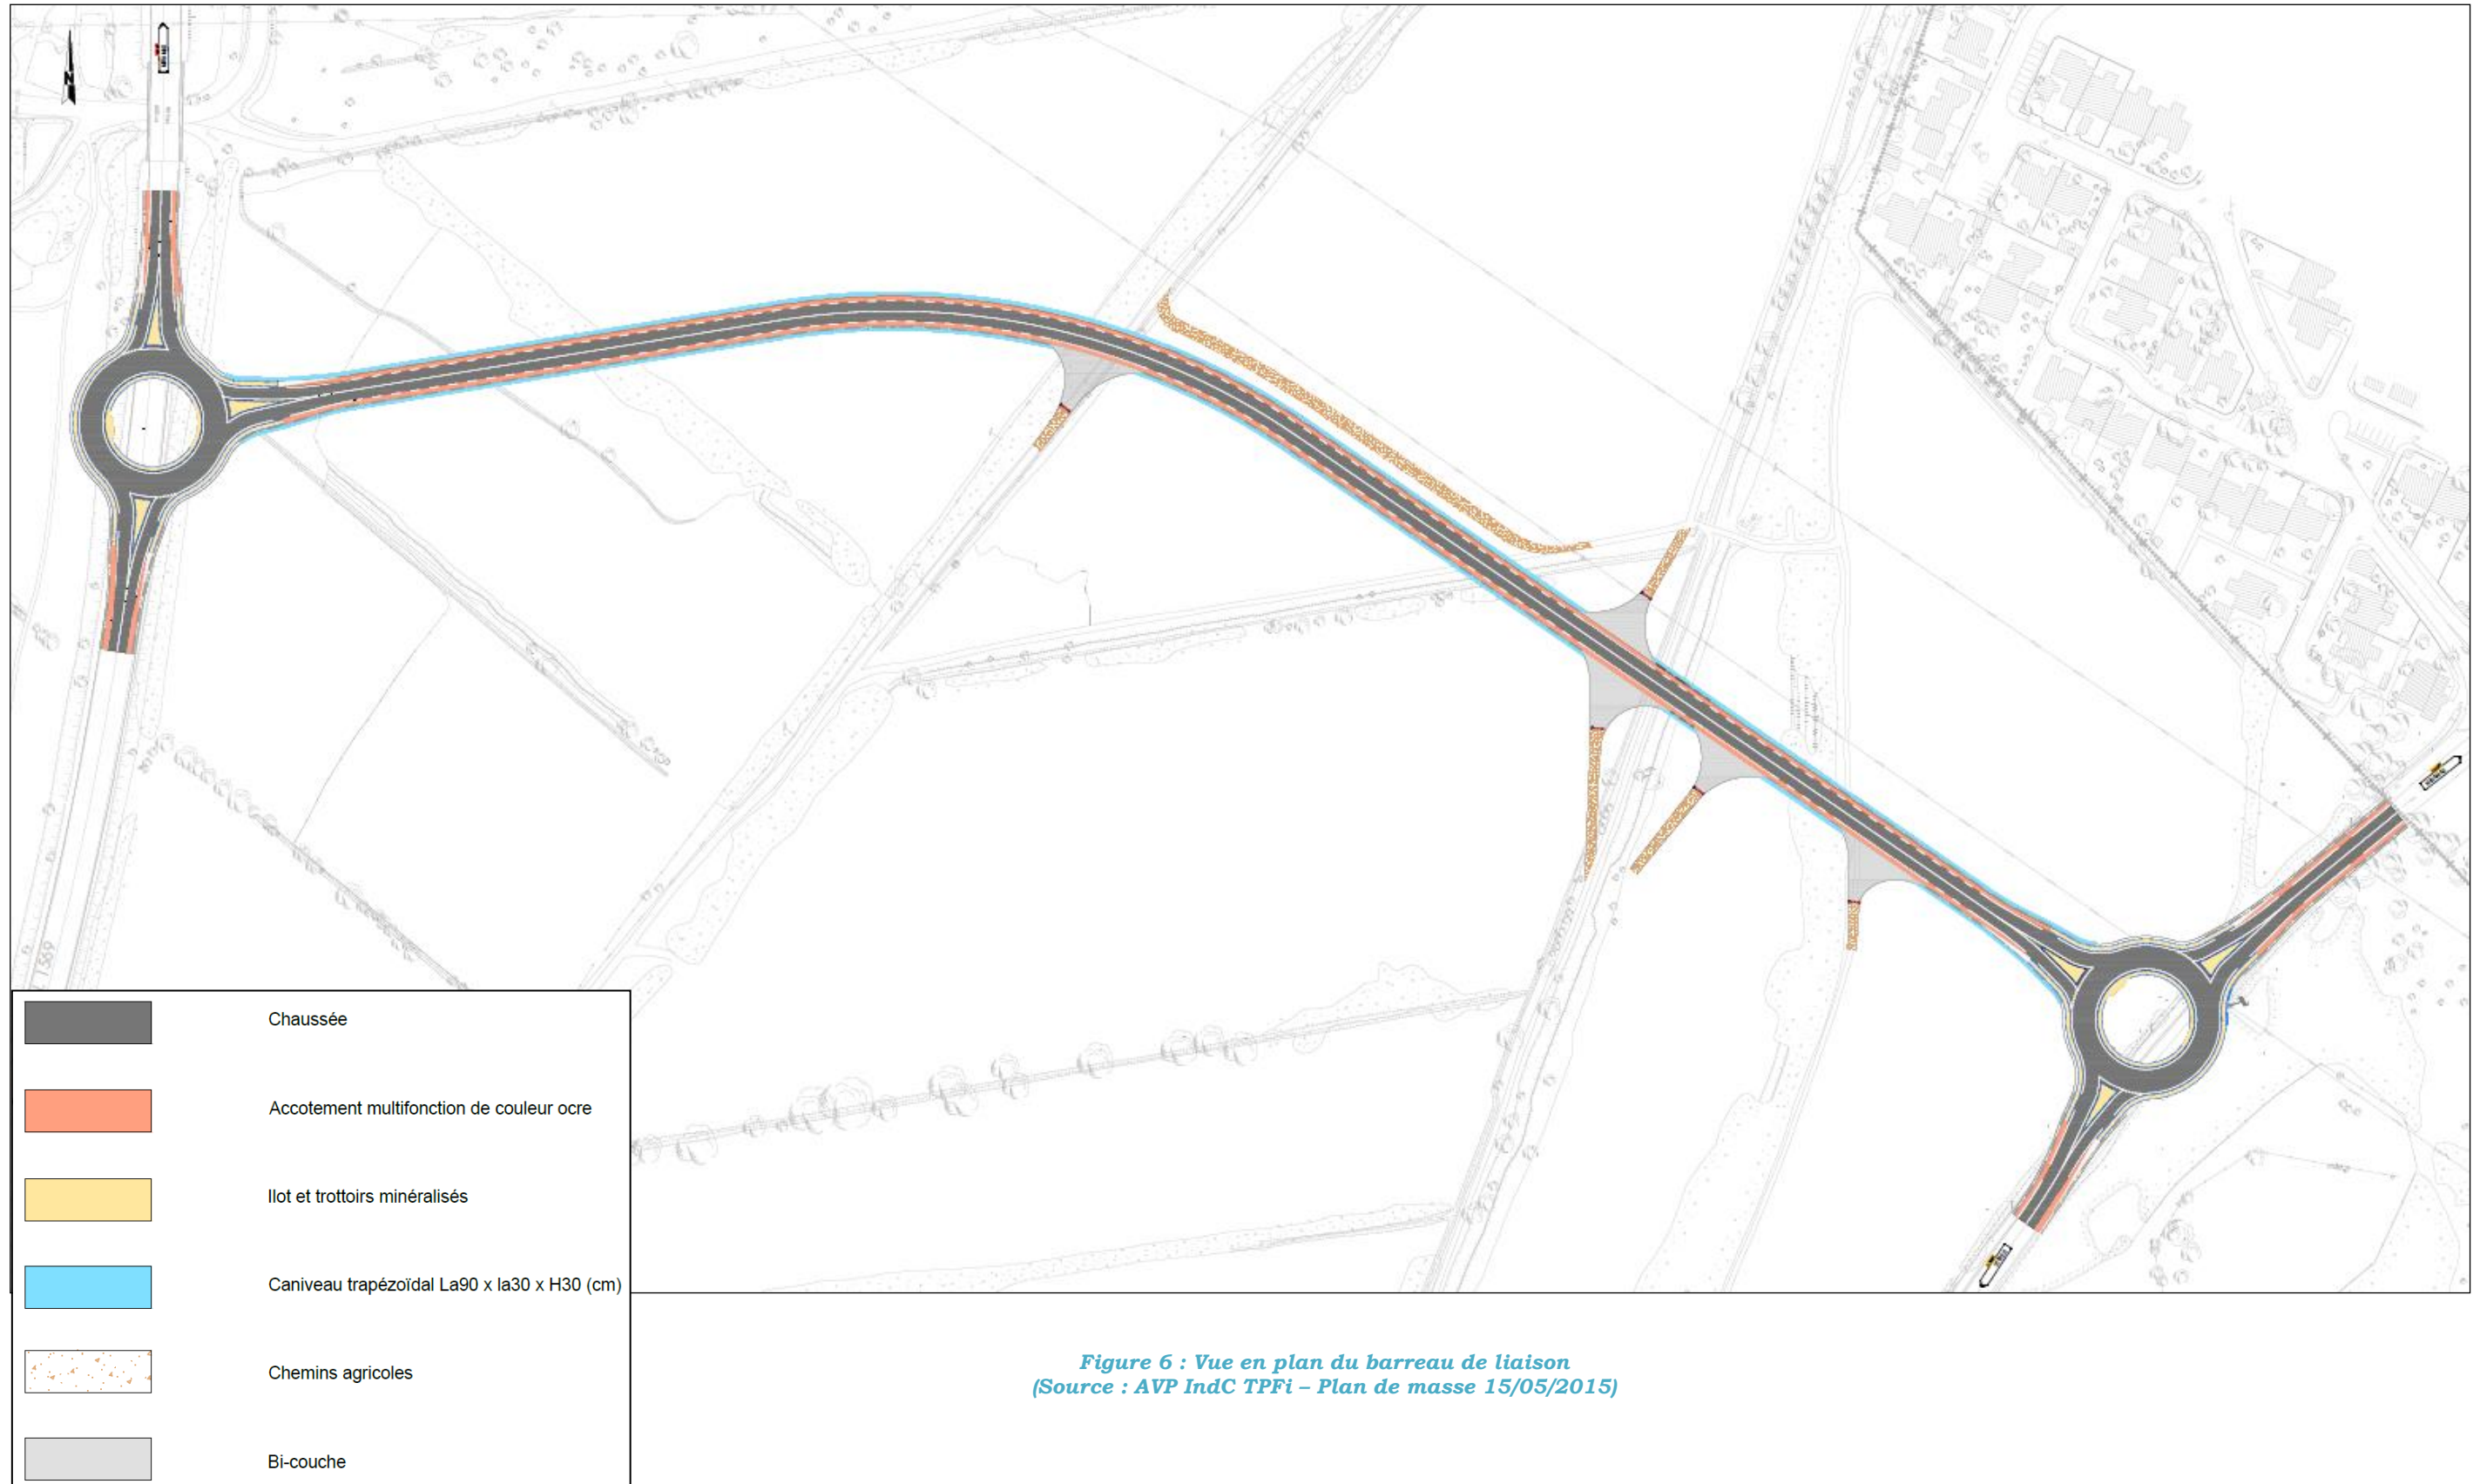 N
1569
Chaussée
Accotement multifonction de couleur ocre
Ilot et trottoirs minéralisés
Caniveau trapézoïdal La90 x la30 x H30 (cm)
Chemins agricoles
Bi-couche
Figure 6 : Vue en plan du barreau de liaison
(Source : AVP IndC TPFi – Plan de masse 15/05/2015)